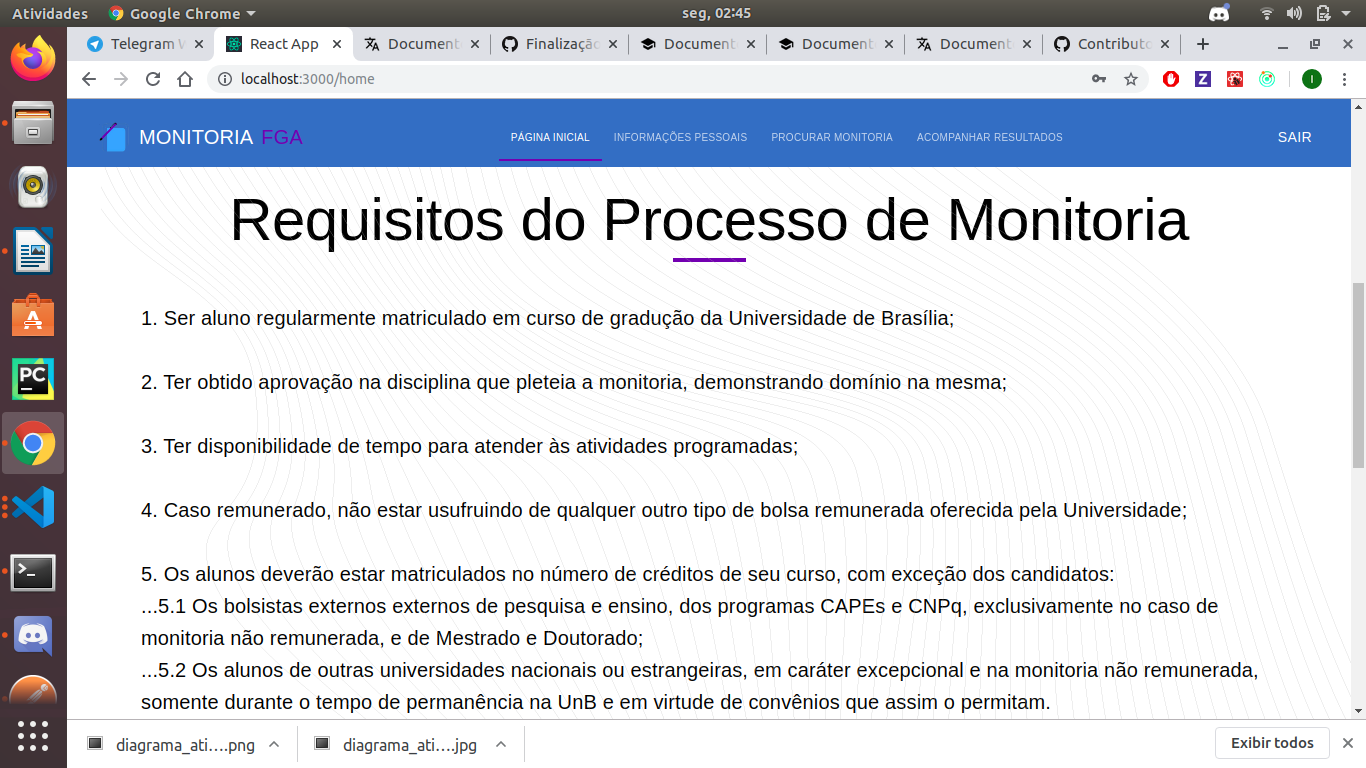 Atividades Google Chrome seg, 02:45
Telegram W React App Document Finalização Document Document Document Contributo
localhost:3000/home
MONITORIA FGA PÁGINA INICIAL INFORMAÇÕES PESSOAIS PROCURAR MONITORIA ACOMPANHAR RESULTADOS SAIR
Requisitos do Processo de Monitoria
1. Ser aluno regularmente matriculado em curso de gradução da Universidade de Brasília;
2. Ter obtido aprovação na disciplina que pleteia a monitoria, demonstrando domínio na mesma;
3. Ter disponibilidade de tempo para atender às atividades programadas;
4. Caso remunerado, não estar usufruindo de qualquer outro tipo de bolsa remunerada oferecida pela Universidade;
5. Os alunos deverão estar matriculados no número de créditos de seu curso, com exceção dos candidatos:
...5.1 Os bolsistas externos externos de pesquisa e ensino, dos programas CAPEs e CNPq, exclusivamente no caso de
monitoria não remunerada, e de Mestrado e Doutorado;
...5.2 Os alunos de outras universidades nacionais ou estrangeiras, em caráter excepcional e na monitoria não remunerada,
somente durante o tempo de permanência na UnB e em virtude de convênios que assim o permitam.
diagrama_ati....png diagrama_ati....jpg Exibir todos